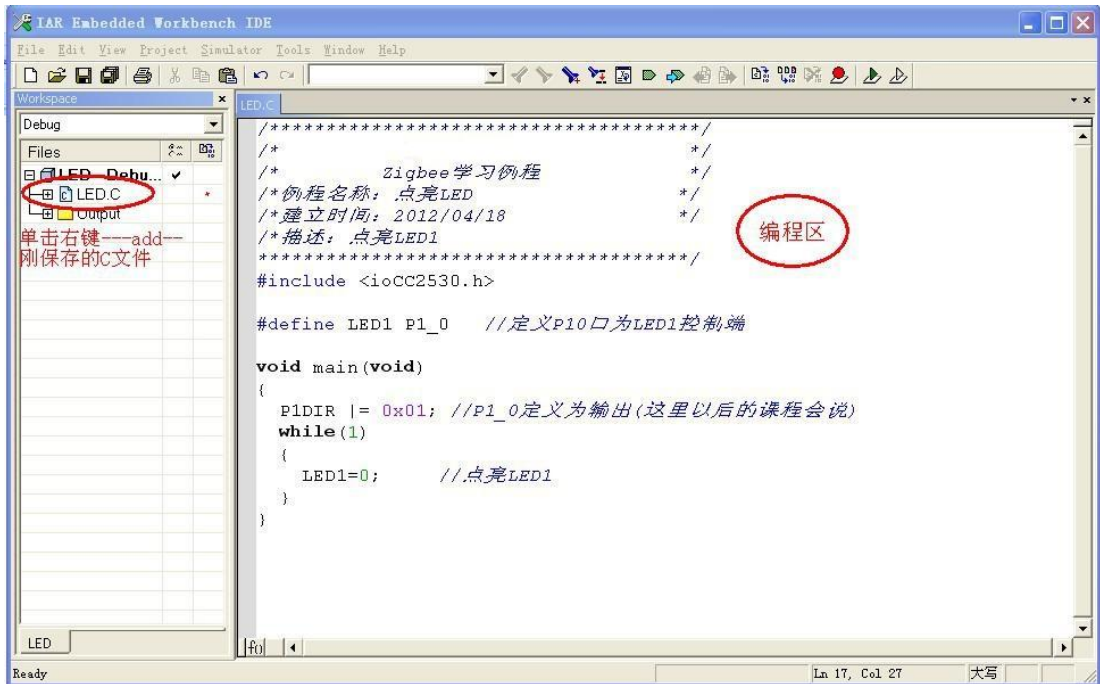 IAR Embedded Workbench IDE
File Edit View Project Simulator Tools Window Help
Workspace
Debug
Files
LED - Debu...
LED.C
Output
单击右键---add--
刚保存的C文件
LED
LED.C
/**************************************/
/* */
/* Zigbee学习例程 */
/*例程名称: 点亮LED */
/*建立时间: 2012/04/18 */
/*描述: 点亮LED1
**************************************/
#include <ioCC2530.h>
#define LED1 P1_0 //定义P10口为LED1控制端
void main(void)
{
P1DIR |= 0x01; //P1_0定义为输出(这里以后的课程会说)
while(1)
{
LED1=0; //点亮LED1
}
}
编程区
f()
Ready
Ln 17, Col 27
大写